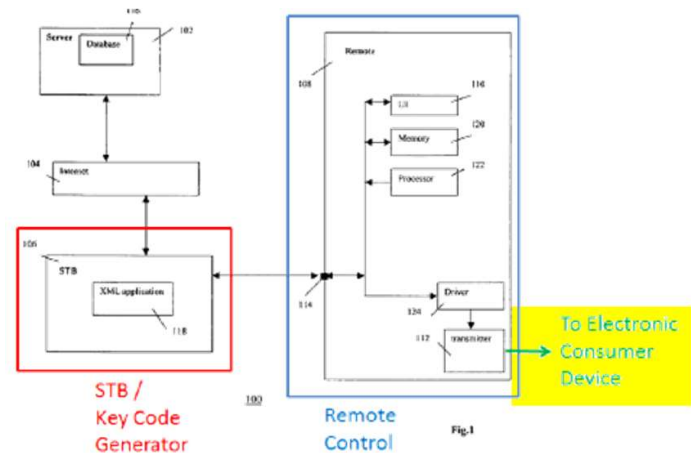 110
102
Server
Database
Remote
108
116
UI
120
Memory
122
Processor
104
Internet
106
STB
XML application
118
114
Driver
124
112
transmitter
To Electronic
Consumer
Device
STB /
Key Code
Generator
100
Remote
Control
Fig.1